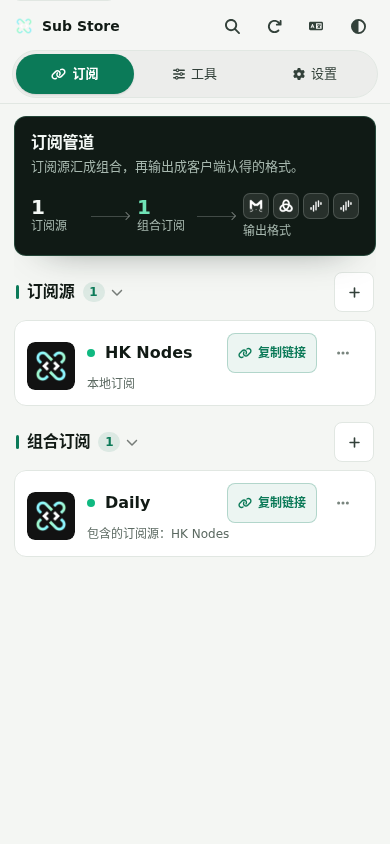 Sub Store
订阅
工具
设置
订阅管道
订阅源汇成组合，再输出成客户端认得的格式。
1
订阅源
1
组合订阅
输出格式
订阅源 1
HK Nodes
复制链接
本地订阅
组合订阅 1
Daily
复制链接
包含的订阅源：HK Nodes